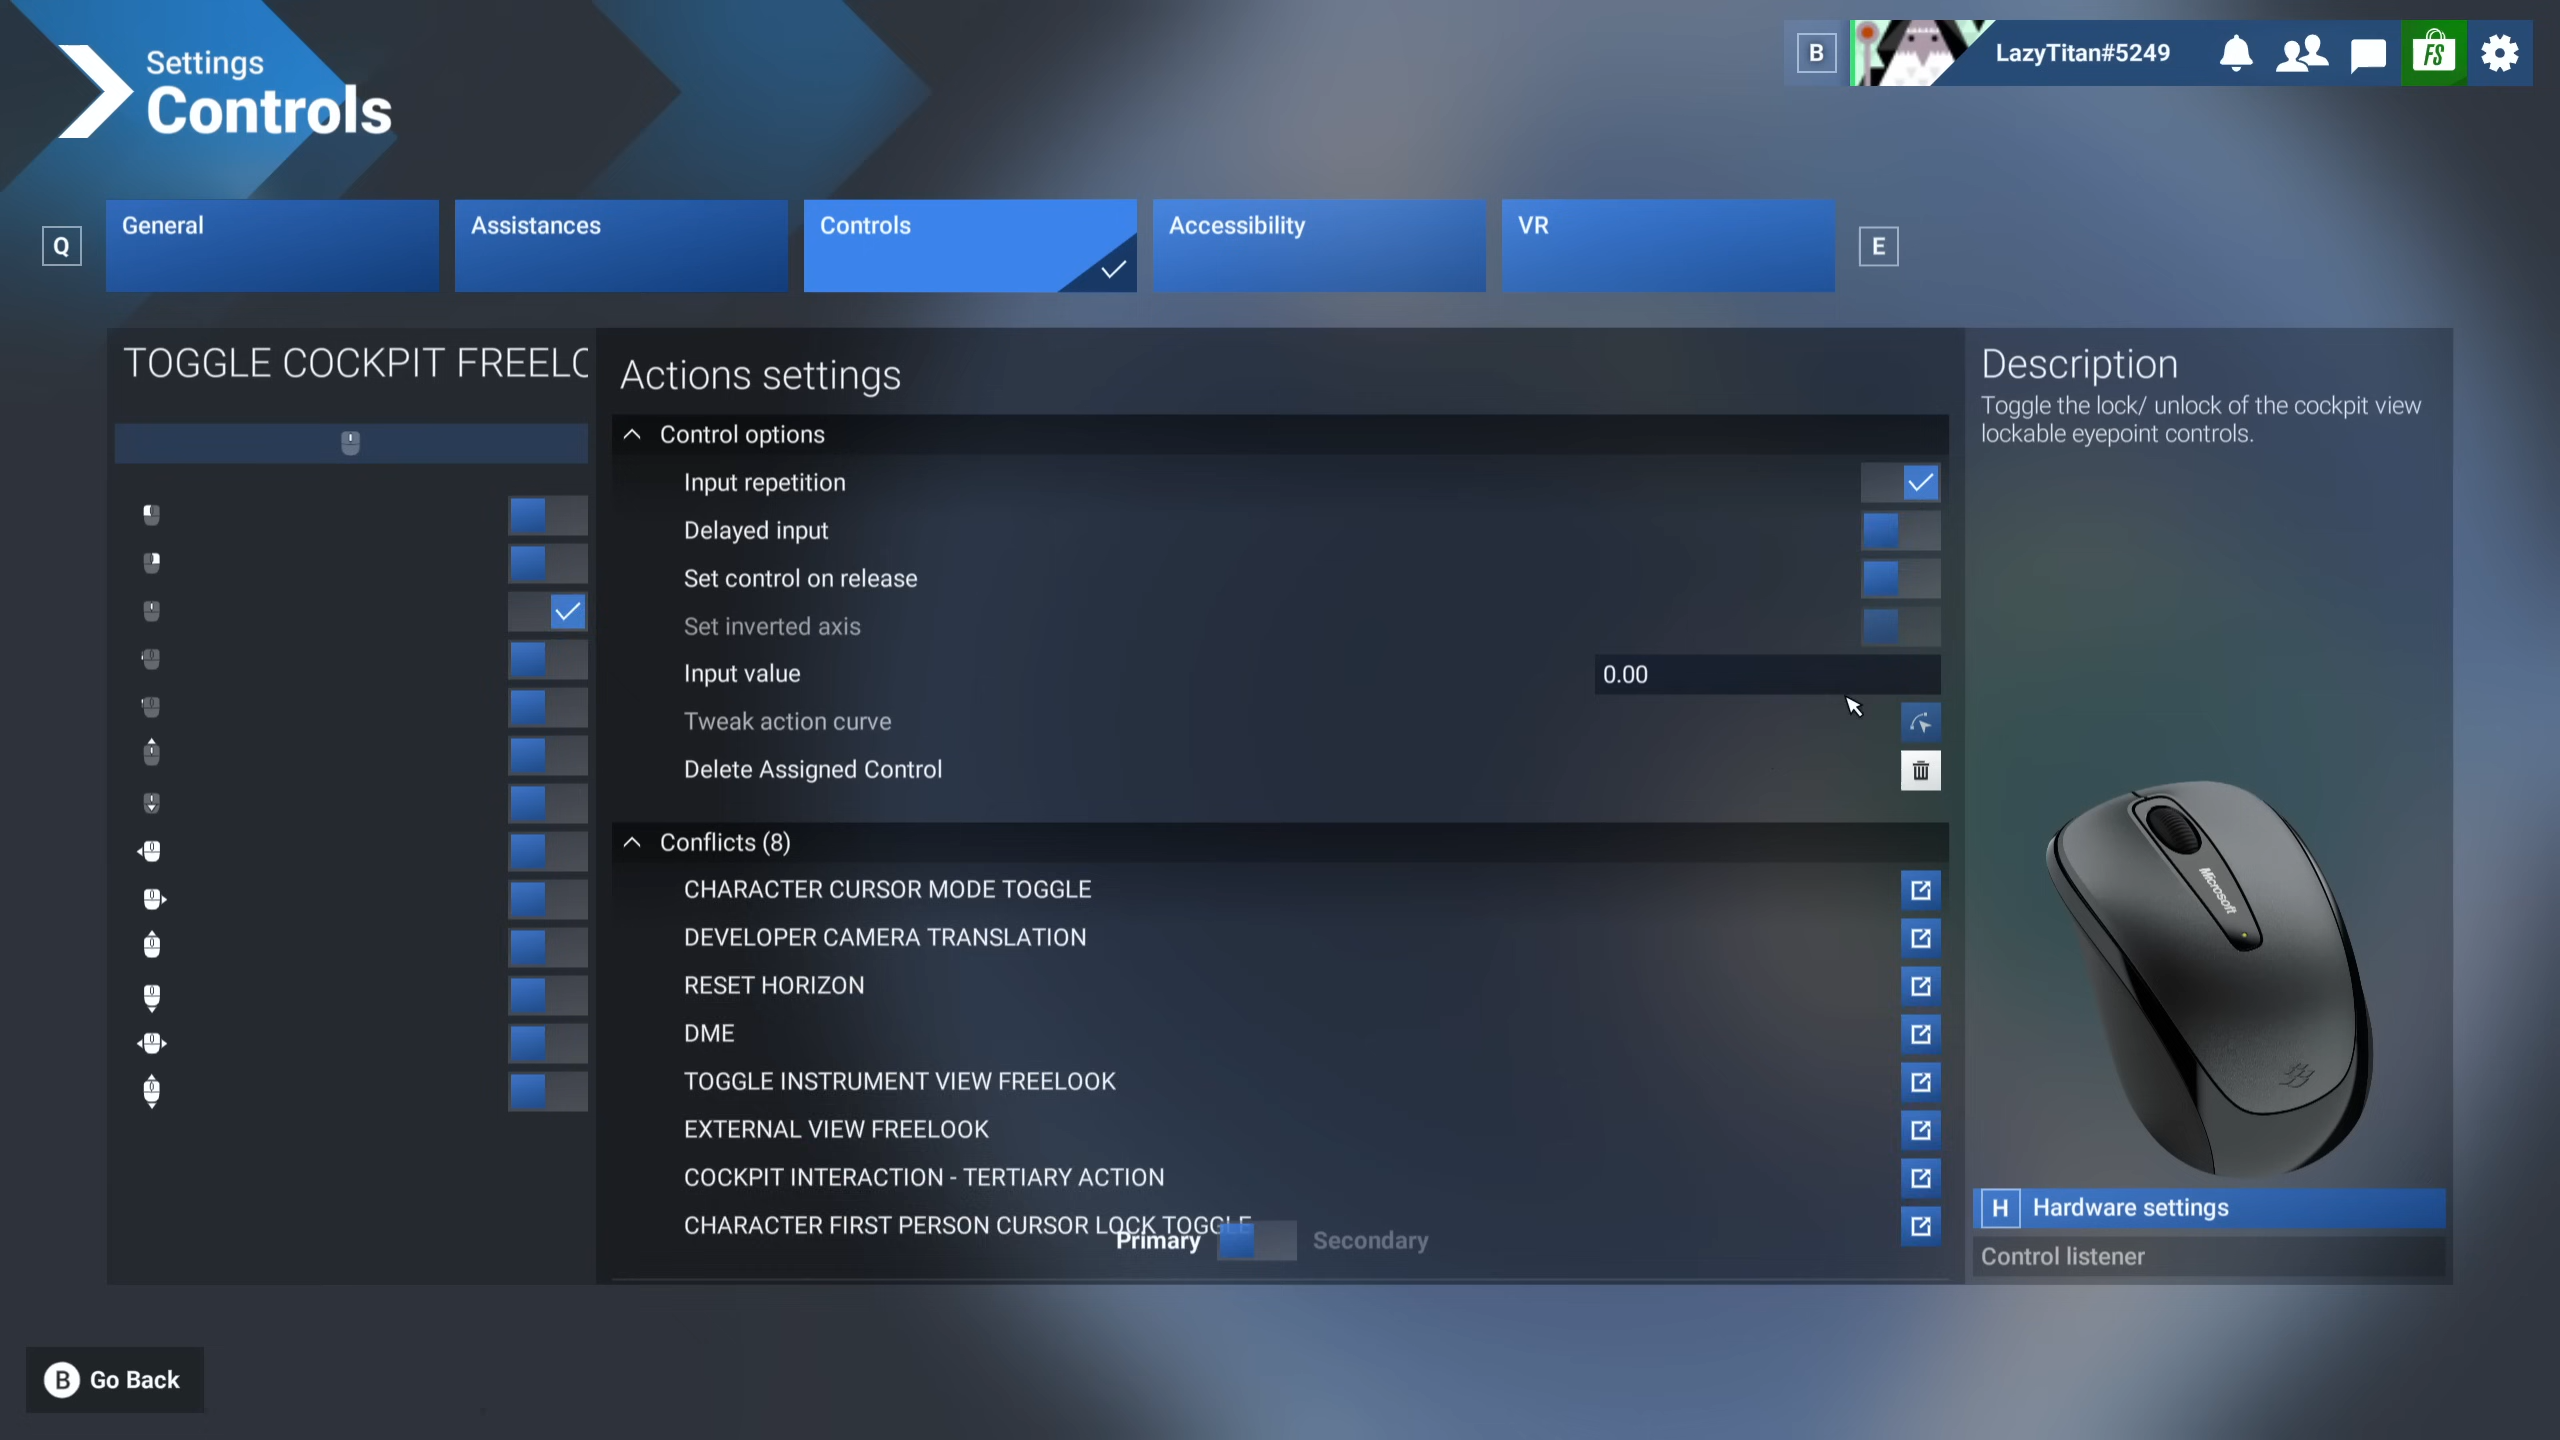 Settings
Controls
B
LazyTitan#5249
FS
Q
General
Assistances
Controls
Accessibility
VR
E
TOGGLE COCKPIT FREELO
Actions settings
Control options
Input repetition
Delayed input
Set control on release
Set inverted axis
Input value
0.00
Tweak action curve
Delete Assigned Control
Conflicts (8)
CHARACTER CURSOR MODE TOGGLE
DEVELOPER CAMERA TRANSLATION
RESET HORIZON
DME
TOGGLE INSTRUMENT VIEW FREELOOK
EXTERNAL VIEW FREELOOK
COCKPIT INTERACTION - TERTIARY ACTION
CHARACTER FIRST PERSON CURSOR LOCK TOGGLE
Primary
Secondary
Description
Toggle the lock/ unlock of the cockpit view
lockable eyepoint controls.
Microsoft
H Hardware settings
Control listener
B Go Back